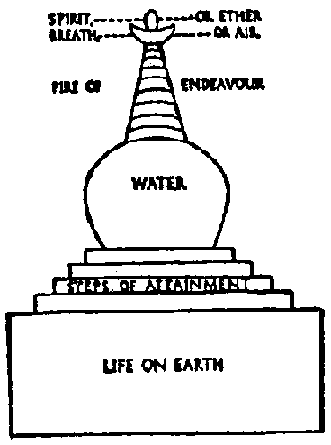 SPIRIT, OR ETHER
BREATH, OR AIR,
FIRE OF ENDEAVOUR
WATER
STEPS OF ATTAINMENT
LIFE ON EARTH